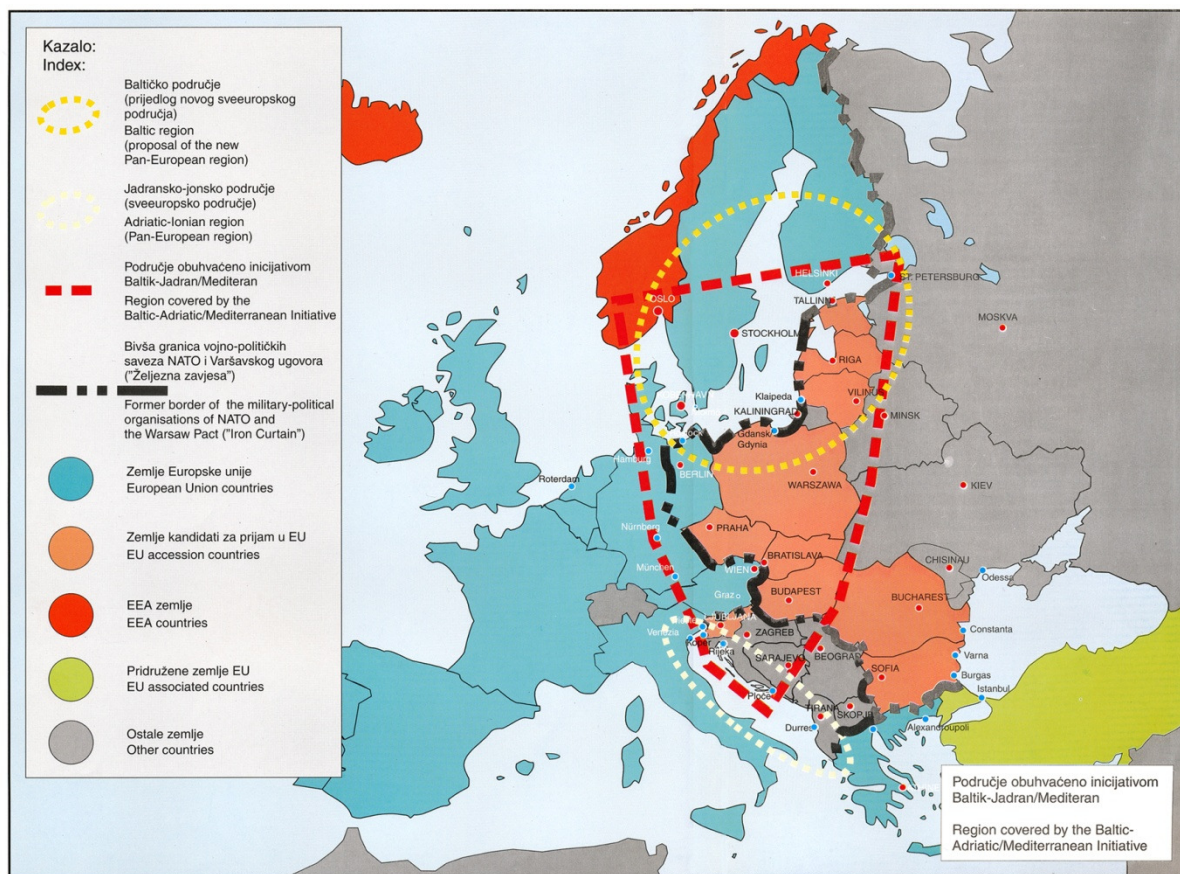 Kazalo:
Index:
Baltičko područje
(prijedlog novog sveeuropskog
područja)
Baltic region
(proposal of the new
Pan-European region)
Jadransko-jonsko područje
(sveeuropsko područje)
Adriatic-Ionian region
(Pan-European region)
Područje obuhvaćeno inicijativom
Baltik-Jadran/Mediteran
Region covered by the
Baltic-Adriatic/Mediterranean Initiative
Bivša granica vojno-političkih
saveza NATO i Varšavskog ugovora
("Željezna zavjesa")
Former border of the military-political
organisations of NATO and
the Warsaw Pact ("Iron Curtain")
Zemlje Europske unije
European Union countries
Zemlje kandidati za prijam u EU
EU accession countries
EEA zemlje
EEA countries
Pridružene zemlje EU
EU associated countries
Ostale zemlje
Other countries
HELSINKI
ST. PETERSBURG
OSLO
TALLINN
MOSKVA
STOCKHOLM
RIGA
Klaipeda
VILINUS
KALININGRAD
MINSK
Gdansk/
Gdynia
Hamburg
BERLIN
Roterdam
WARSZAWA
KIEV
PRAHA
Nürnberg
BRATISLAVA
WIEN
München
CHISINAU
Odessa
Graz
BUDAPEST
BUCHAREST
Venezia
ZAGREB
Constanta
Koper
Rijeka
SARAJEVO
BEOGRAD
Varna
SOFIA
Burgas
Ploče
Istanbul
TIRANA
SKOPJE
Durres
Alexandroupoli
Područje obuhvaćeno inicijativom
Baltik-Jadran/Mediteran
Region covered by the Baltic-
Adriatic/Mediterranean Initiative